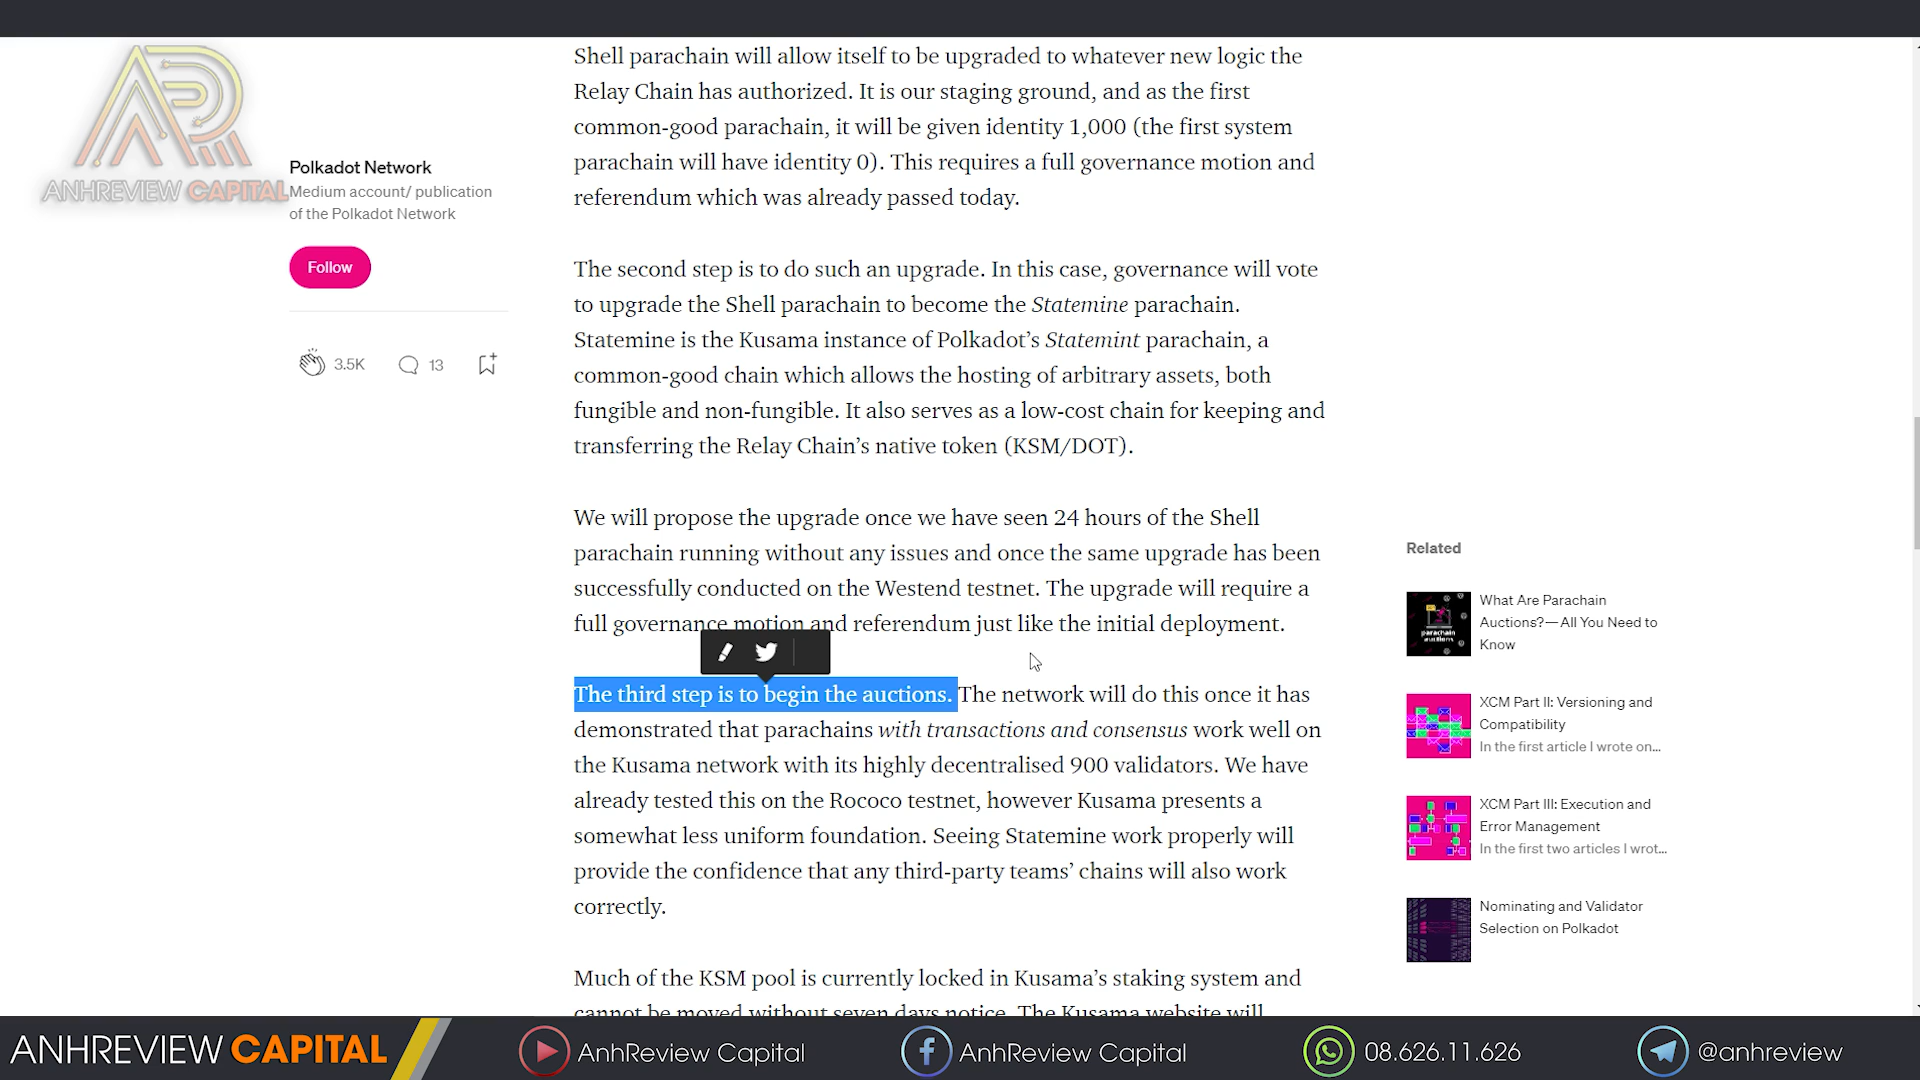 Shell parachain will allow itself to be upgraded to whatever new logic the
Relay Chain has authorized. It is our staging ground, and as the first
common-good parachain, it will be given identity 1,000 (the first system
parachain will have identity 0). This requires a full governance motion and
referendum which was already passed today.
ANHREVIEW CAPITAL
Polkadot Network
Medium account/ publication
of the Polkadot Network
Follow
3.5K
13
The second step is to do such an upgrade. In this case, governance will vote
to upgrade the Shell parachain to become the Statemine parachain.
Statemine is the Kusama instance of Polkadot’s Statemint parachain, a
common-good chain which allows the hosting of arbitrary assets, both
fungible and non-fungible. It also serves as a low-cost chain for keeping and
transferring the Relay Chain’s native token (KSM/DOT).
We will propose the upgrade once we have seen 24 hours of the Shell
parachain running without any issues and once the same upgrade has been
successfully conducted on the Westend testnet. The upgrade will require a
full governance motion and referendum just like the initial deployment.
The third step is to begin the auctions. The network will do this once it has
demonstrated that parachains with transactions and consensus work well on
the Kusama network with its highly decentralised 900 validators. We have
already tested this on the Rococo testnet, however Kusama presents a
somewhat less uniform foundation. Seeing Statemine work properly will
provide the confidence that any third-party teams’ chains will also work
correctly.
Much of the KSM pool is currently locked in Kusama’s staking system and
cannot be moved without seven days notice. The Kusama website will
Related
parachain
auctions
What Are Parachain
Auctions?—All You Need to
Know
XCM Part II: Versioning and
Compatibility
In the first article I wrote on...
XCM Part III: Execution and
Error Management
In the first two articles I wrot...
Nominating and Validator
Selection on Polkadot
ANHREVIEW CAPITAL
AnhReview Capital
AnhReview Capital
08.626.11.626
@anhreview